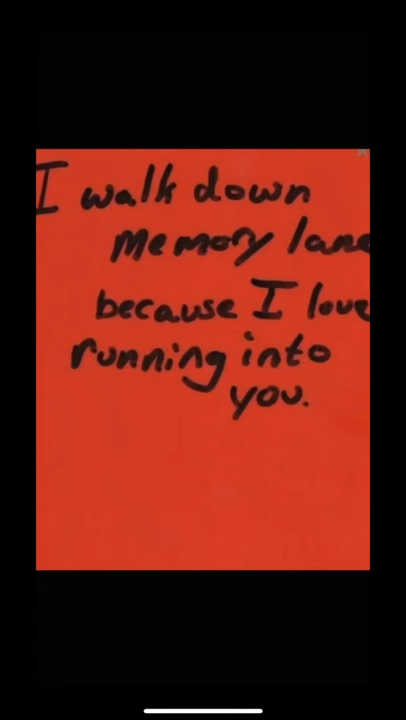 I walk down
memory lane
because I love
running into
you.